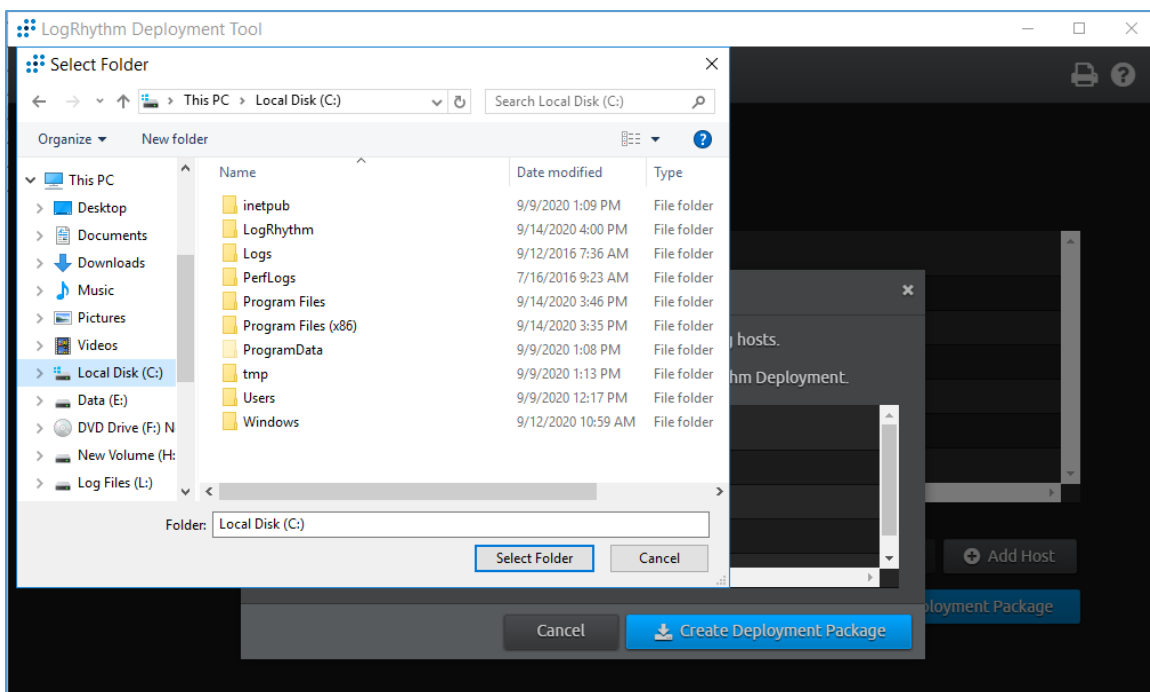 LogRhythm Deployment Tool
Select Folder
This PC > Local Disk (C:)
Search Local Disk (C:)
Organize
New folder
This PC
Desktop
Documents
Downloads
Music
Pictures
Videos
Local Disk (C:)
Data (E:)
DVD Drive (F:) N
New Volume (H:
Log Files (L:)
Name Date modified Type
inetpub 9/9/2020 1:09 PM File folder
LogRhythm 9/14/2020 4:00 PM File folder
Logs 9/12/2016 7:36 AM File folder
PerfLogs 7/16/2016 9:23 AM File folder
Program Files 9/14/2020 3:46 PM File folder
Program Files (x86) 9/14/2020 3:35 PM File folder
ProgramData 9/9/2020 1:08 PM File folder
tmp 9/9/2020 1:13 PM File folder
Users 9/9/2020 12:17 PM File folder
Windows 9/12/2020 10:59 AM File folder
Folder: Local Disk (C:)
Select Folder
Cancel
hosts.
hm Deployment.
Add Host
ployment Package
Cancel
Create Deployment Package